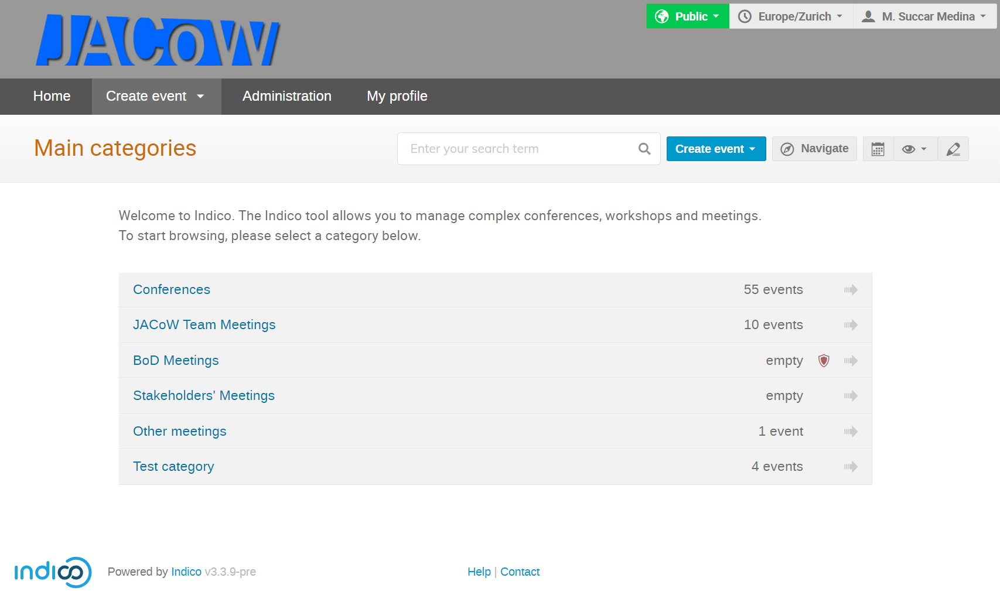 JACoW
Public
Europe/Zurich
M. Succar Medina
Home
Create event
Administration
My profile
Main categories
Enter your search term
Create event
Navigate
Welcome to Indico. The Indico tool allows you to manage complex conferences, workshops and meetings.
To start browsing, please select a category below.
Conferences 55 events
JACoW Team Meetings 10 events
BoD Meetings empty
Stakeholders' Meetings empty
Other meetings 1 event
Test category 4 events
indico
Powered by Indico v3.3.9-pre
Help | Contact